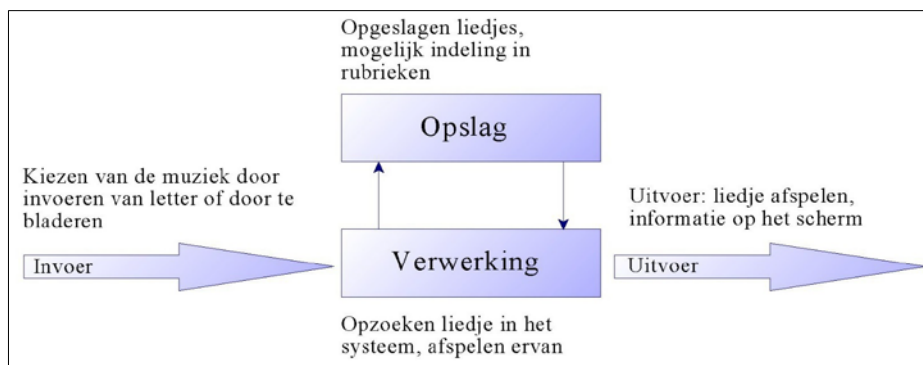 Opgeslagen liedjes,
mogelijk indeling in
rubrieken
Opslag
Kiezen van de muziek door
invoeren van letter of door te
bladeren
Invoer
Verwerking
Opzoeken liedje in het
systeem, afspelen ervan
Uitvoer: liedje afspelen,
informatie op het scherm
Uitvoer